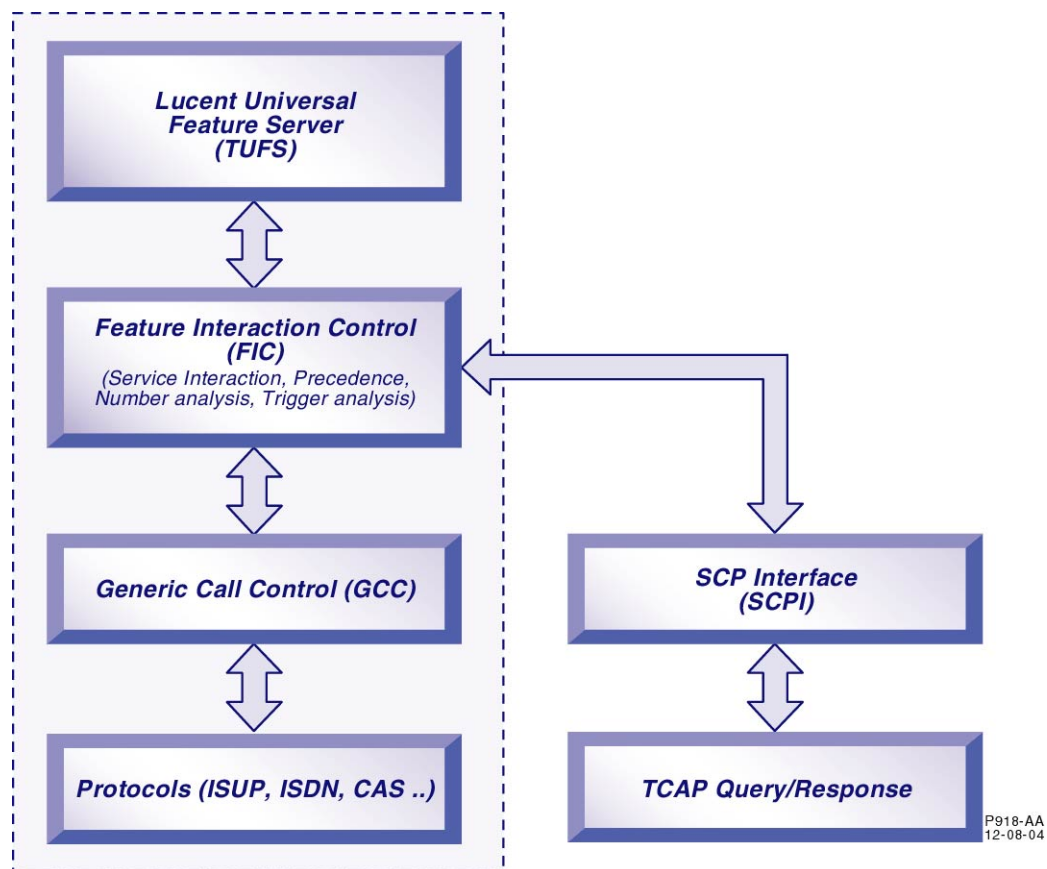 Lucent Universal
Feature Server
(TUFS)
Feature Interaction Control
(FIC)
(Service Interaction, Precedence,
Number analysis, Trigger analysis)
Generic Call Control (GCC)
SCP Interface
(SCPI)
Protocols (ISUP, ISDN, CAS ..)
TCAP Query/Response
P918-AA
12-08-04